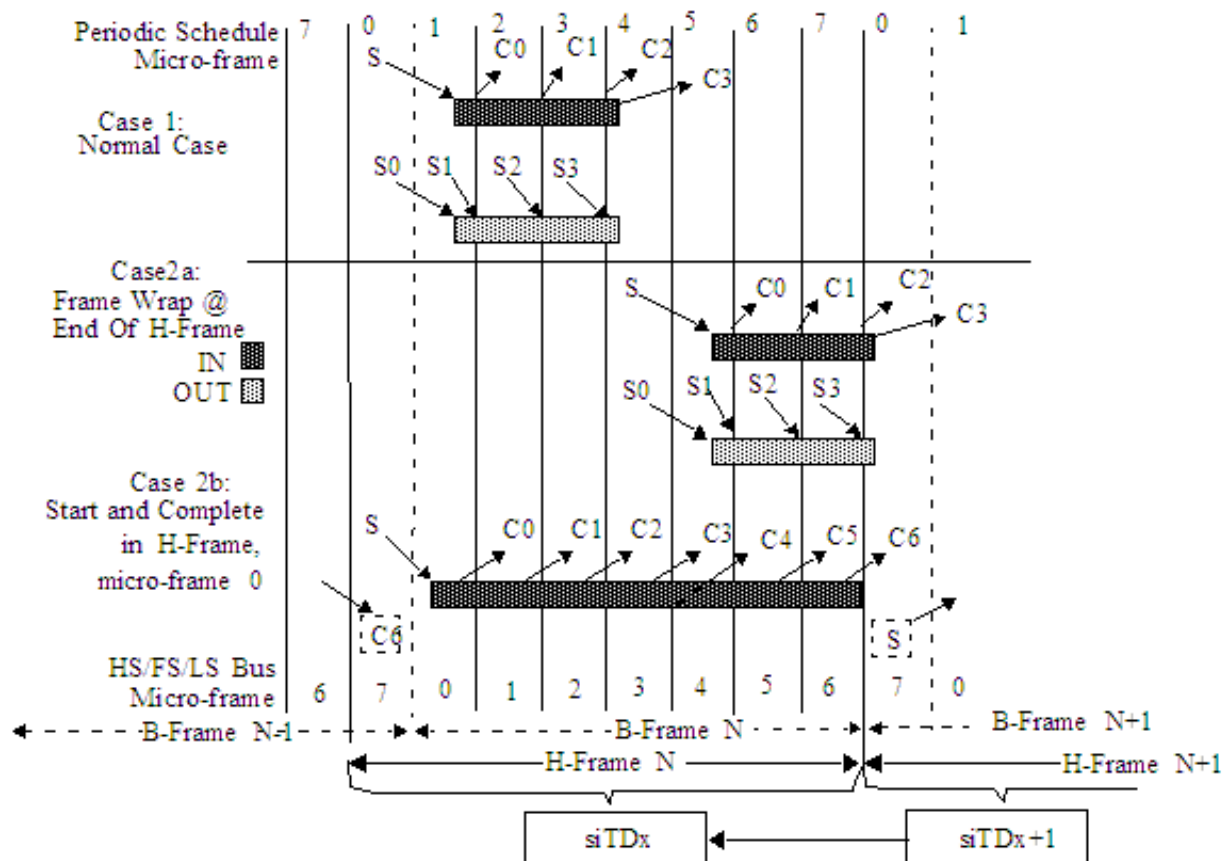 Periodic Schedule
Micro-frame
7 0 1 2 3 4 5 6 7 0 1
S C0 C1 C2 C3
Case 1:
Normal Case
S0 S1 S2 S3
Case2a:
Frame Wrap @
End Of H-Frame
IN
OUT
S C0 C1 C2 C3
S0 S1 S2 S3
Case 2b:
Start and Complete
in H-Frame,
micro-frame 0
S C0 C1 C2 C3 C4 C5 C6
C6 S
HS/FS/LS Bus
Micro-frame
6 7 0 1 2 3 4 5 6 7 0
B-Frame N-1 B-Frame N B-Frame N+1
H-Frame N H-Frame N+1
siTDx siTDx+1